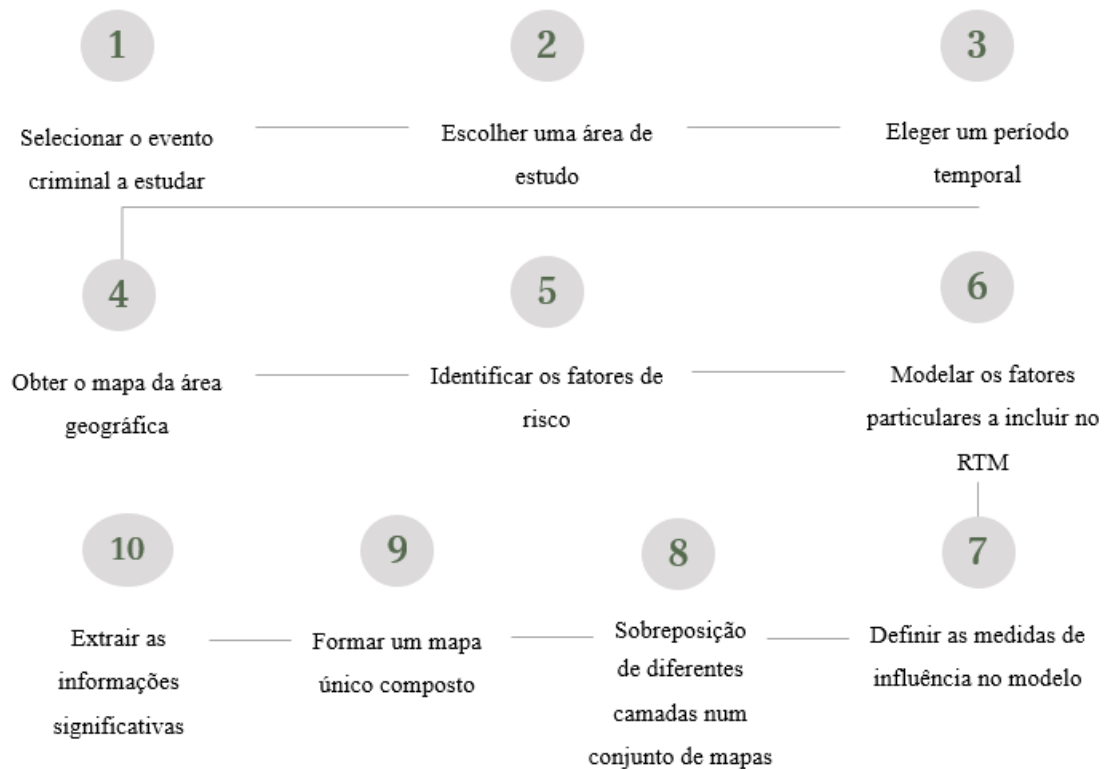 1
Selecionar o evento
criminal a estudar
2
Escolher uma área de
estudo
3
Eleger um período
temporal
4
Obter o mapa da área
geográfica
5
Identificar os fatores de
risco
6
Modelar os fatores
particulares a incluir no
RTM
7
Definir as medidas de
influência no modelo
8
Sobreposição
de diferentes
camadas num
conjunto de mapas
9
Formar um mapa
único composto
10
Extrair as
informações
significativas